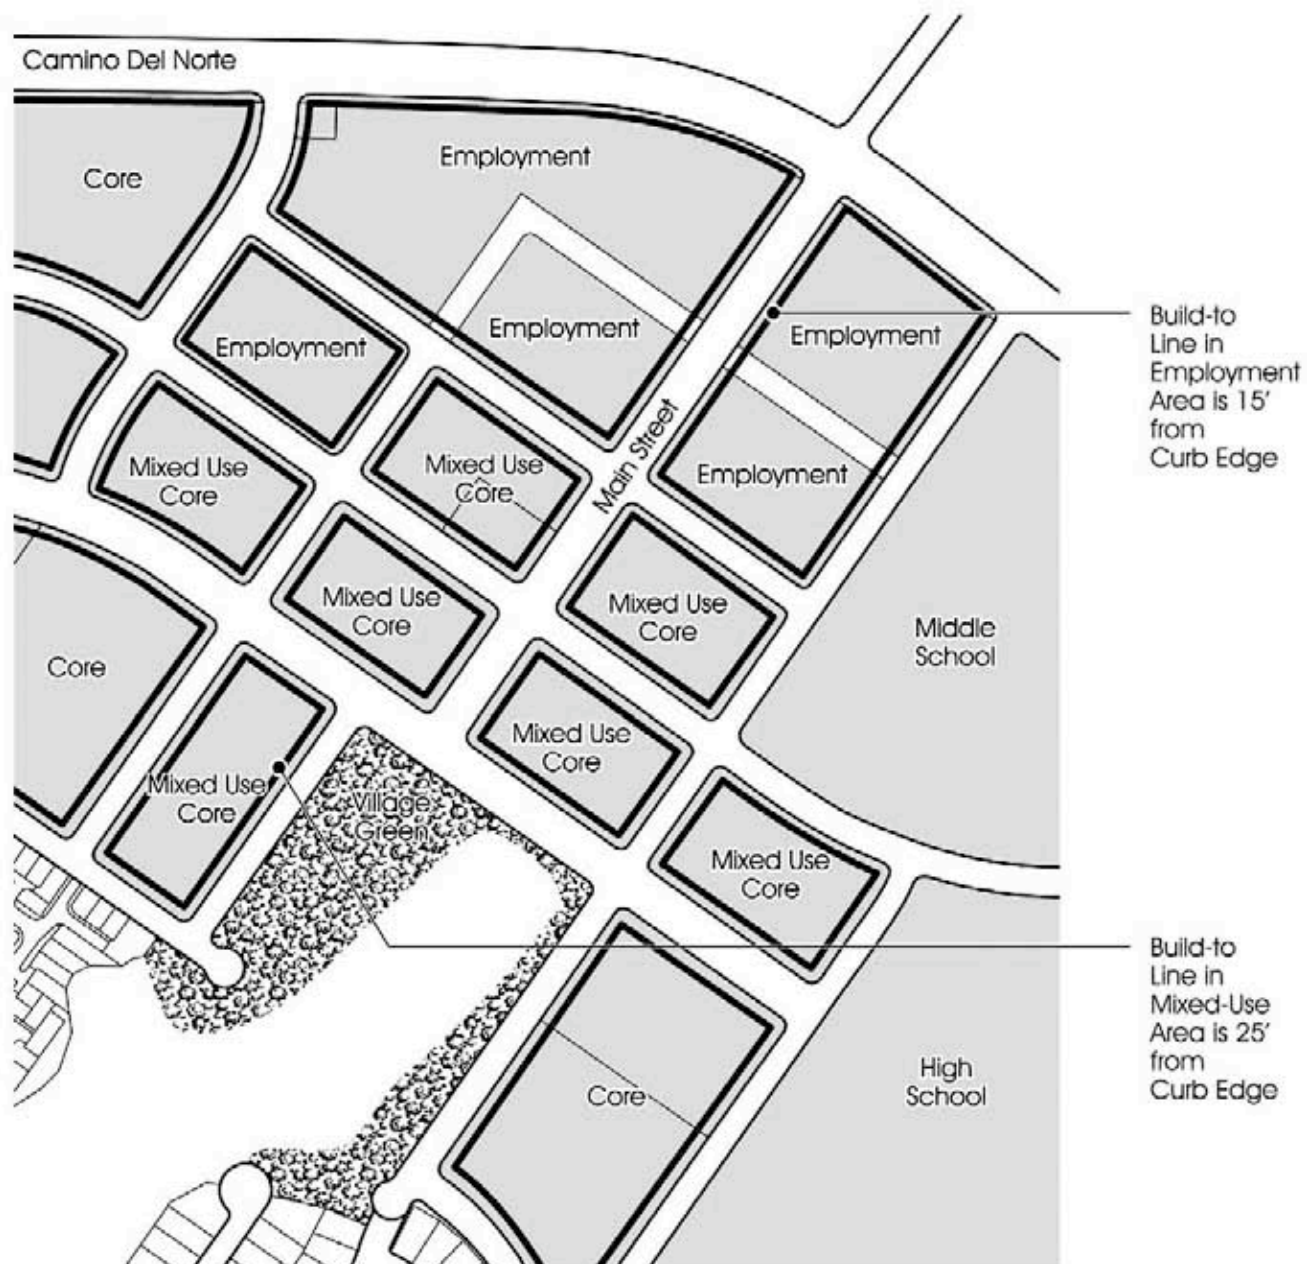 Camino Del Norte
Core
Employment
Employment
Employment
Employment
Build-to
Line in
Employment
Area is 15'
from
Curb Edge
Main Street
Mixed Use
Core
Mixed Use
Core
Employment
Mixed Use
Core
Mixed Use
Core
Middle
School
Core
Mixed Use
Core
Mixed Use
Core
Village
Green
Mixed Use
Core
Build-to
Line in
Mixed-Use
Area is 25'
from
Curb Edge
Core
High
School